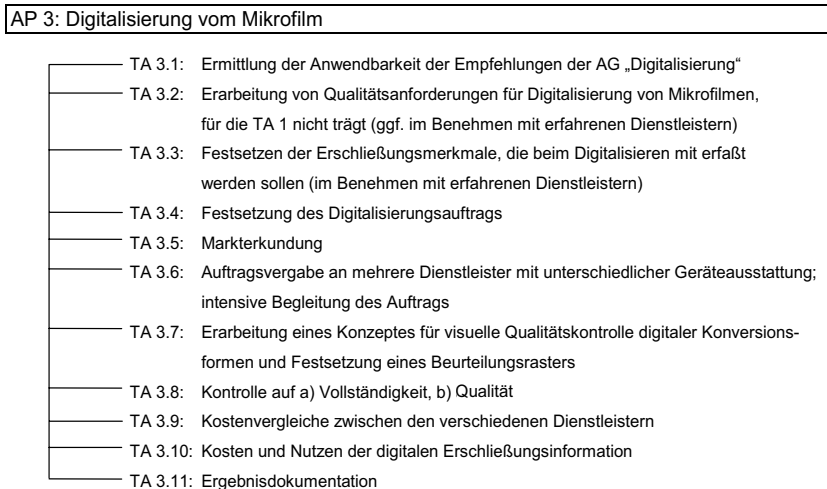 AP 3: Digitalisierung vom Mikrofilm
TA 3.1: Ermittlung der Anwendbarkeit der Empfehlungen der AG „Digitalisierung“
TA 3.2: Erarbeitung von Qualitätsanforderungen für Digitalisierung von Mikrofilmen,
für die TA 1 nicht trägt (ggf. im Benehmen mit erfahrenen Dienstleistern)
TA 3.3: Festsetzen der Erschließungsmerkmale, die beim Digitalisieren mit erfaßt
werden sollen (im Benehmen mit erfahrenen Dienstleistern)
TA 3.4: Festsetzung des Digitalisierungsauftrags
TA 3.5: Markterkundung
TA 3.6: Auftragsvergabe an mehrere Dienstleister mit unterschiedlicher Geräteausstattung;
intensive Begleitung des Auftrags
TA 3.7: Erarbeitung eines Konzeptes für visuelle Qualitätskontrolle digitaler Konversions-
formen und Festsetzung eines Beurteilungsrasters
TA 3.8: Kontrolle auf a) Vollständigkeit, b) Qualität
TA 3.9: Kostenvergleiche zwischen den verschiedenen Dienstleistern
TA 3.10: Kosten und Nutzen der digitalen Erschließungsinformation
TA 3.11: Ergebnisdokumentation